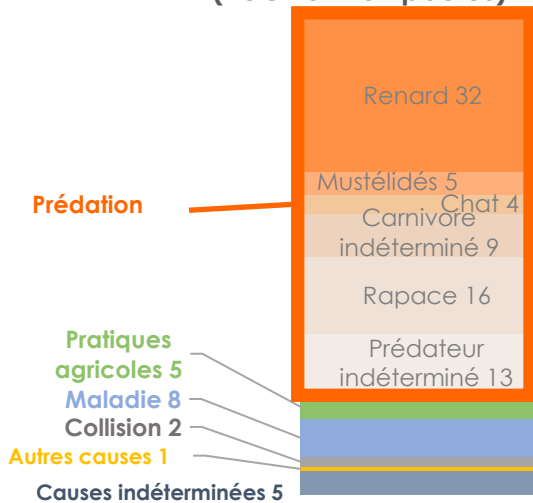 Renard 32
Mustélidés 5
Chat 4
Prédation
Carnivore
indéterminé 9
Rapace 16
Prédateur
indéterminé 13
Pratiques
agricoles 5
Maladie 8
Collision 2
Autres causes 1
Causes indéterminées 5